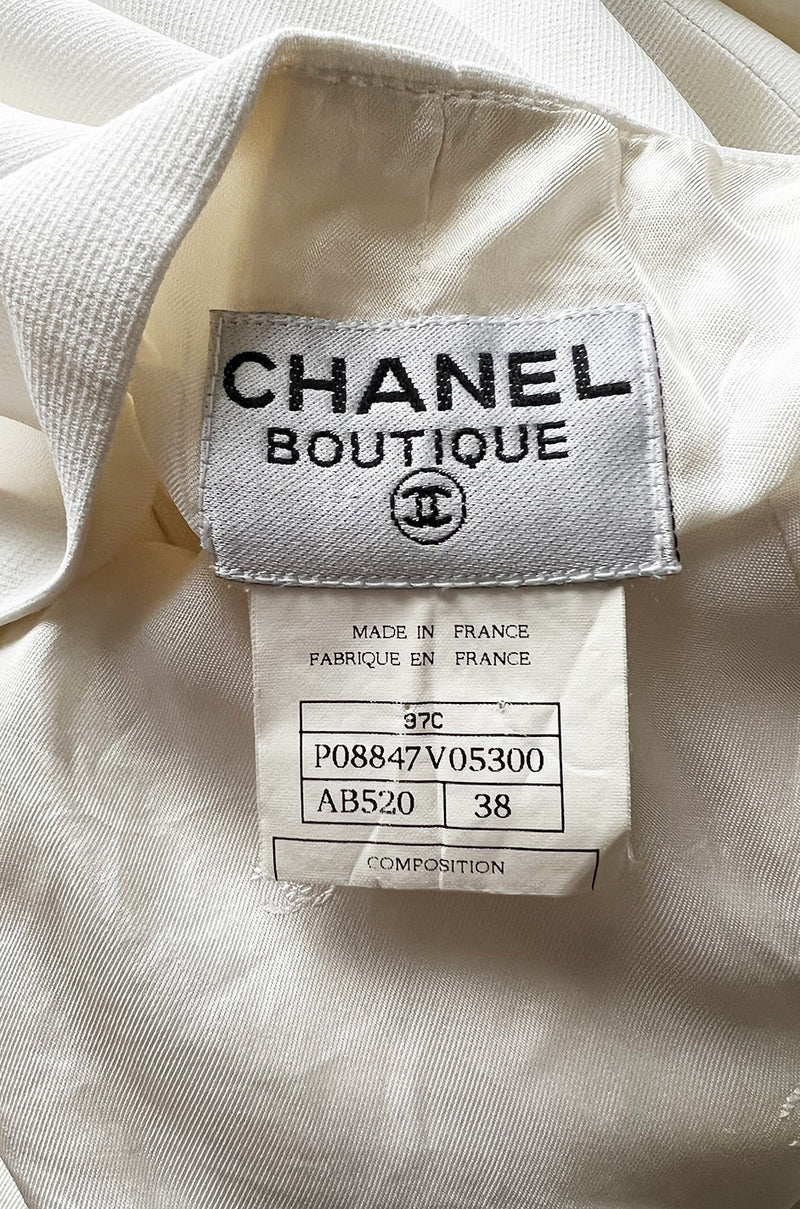 CHANEL
BOUTIQUE
MADE IN FRANCE
FABRIQUE EN FRANCE
97C
P08847V05300
AB520 38
COMPOSITION